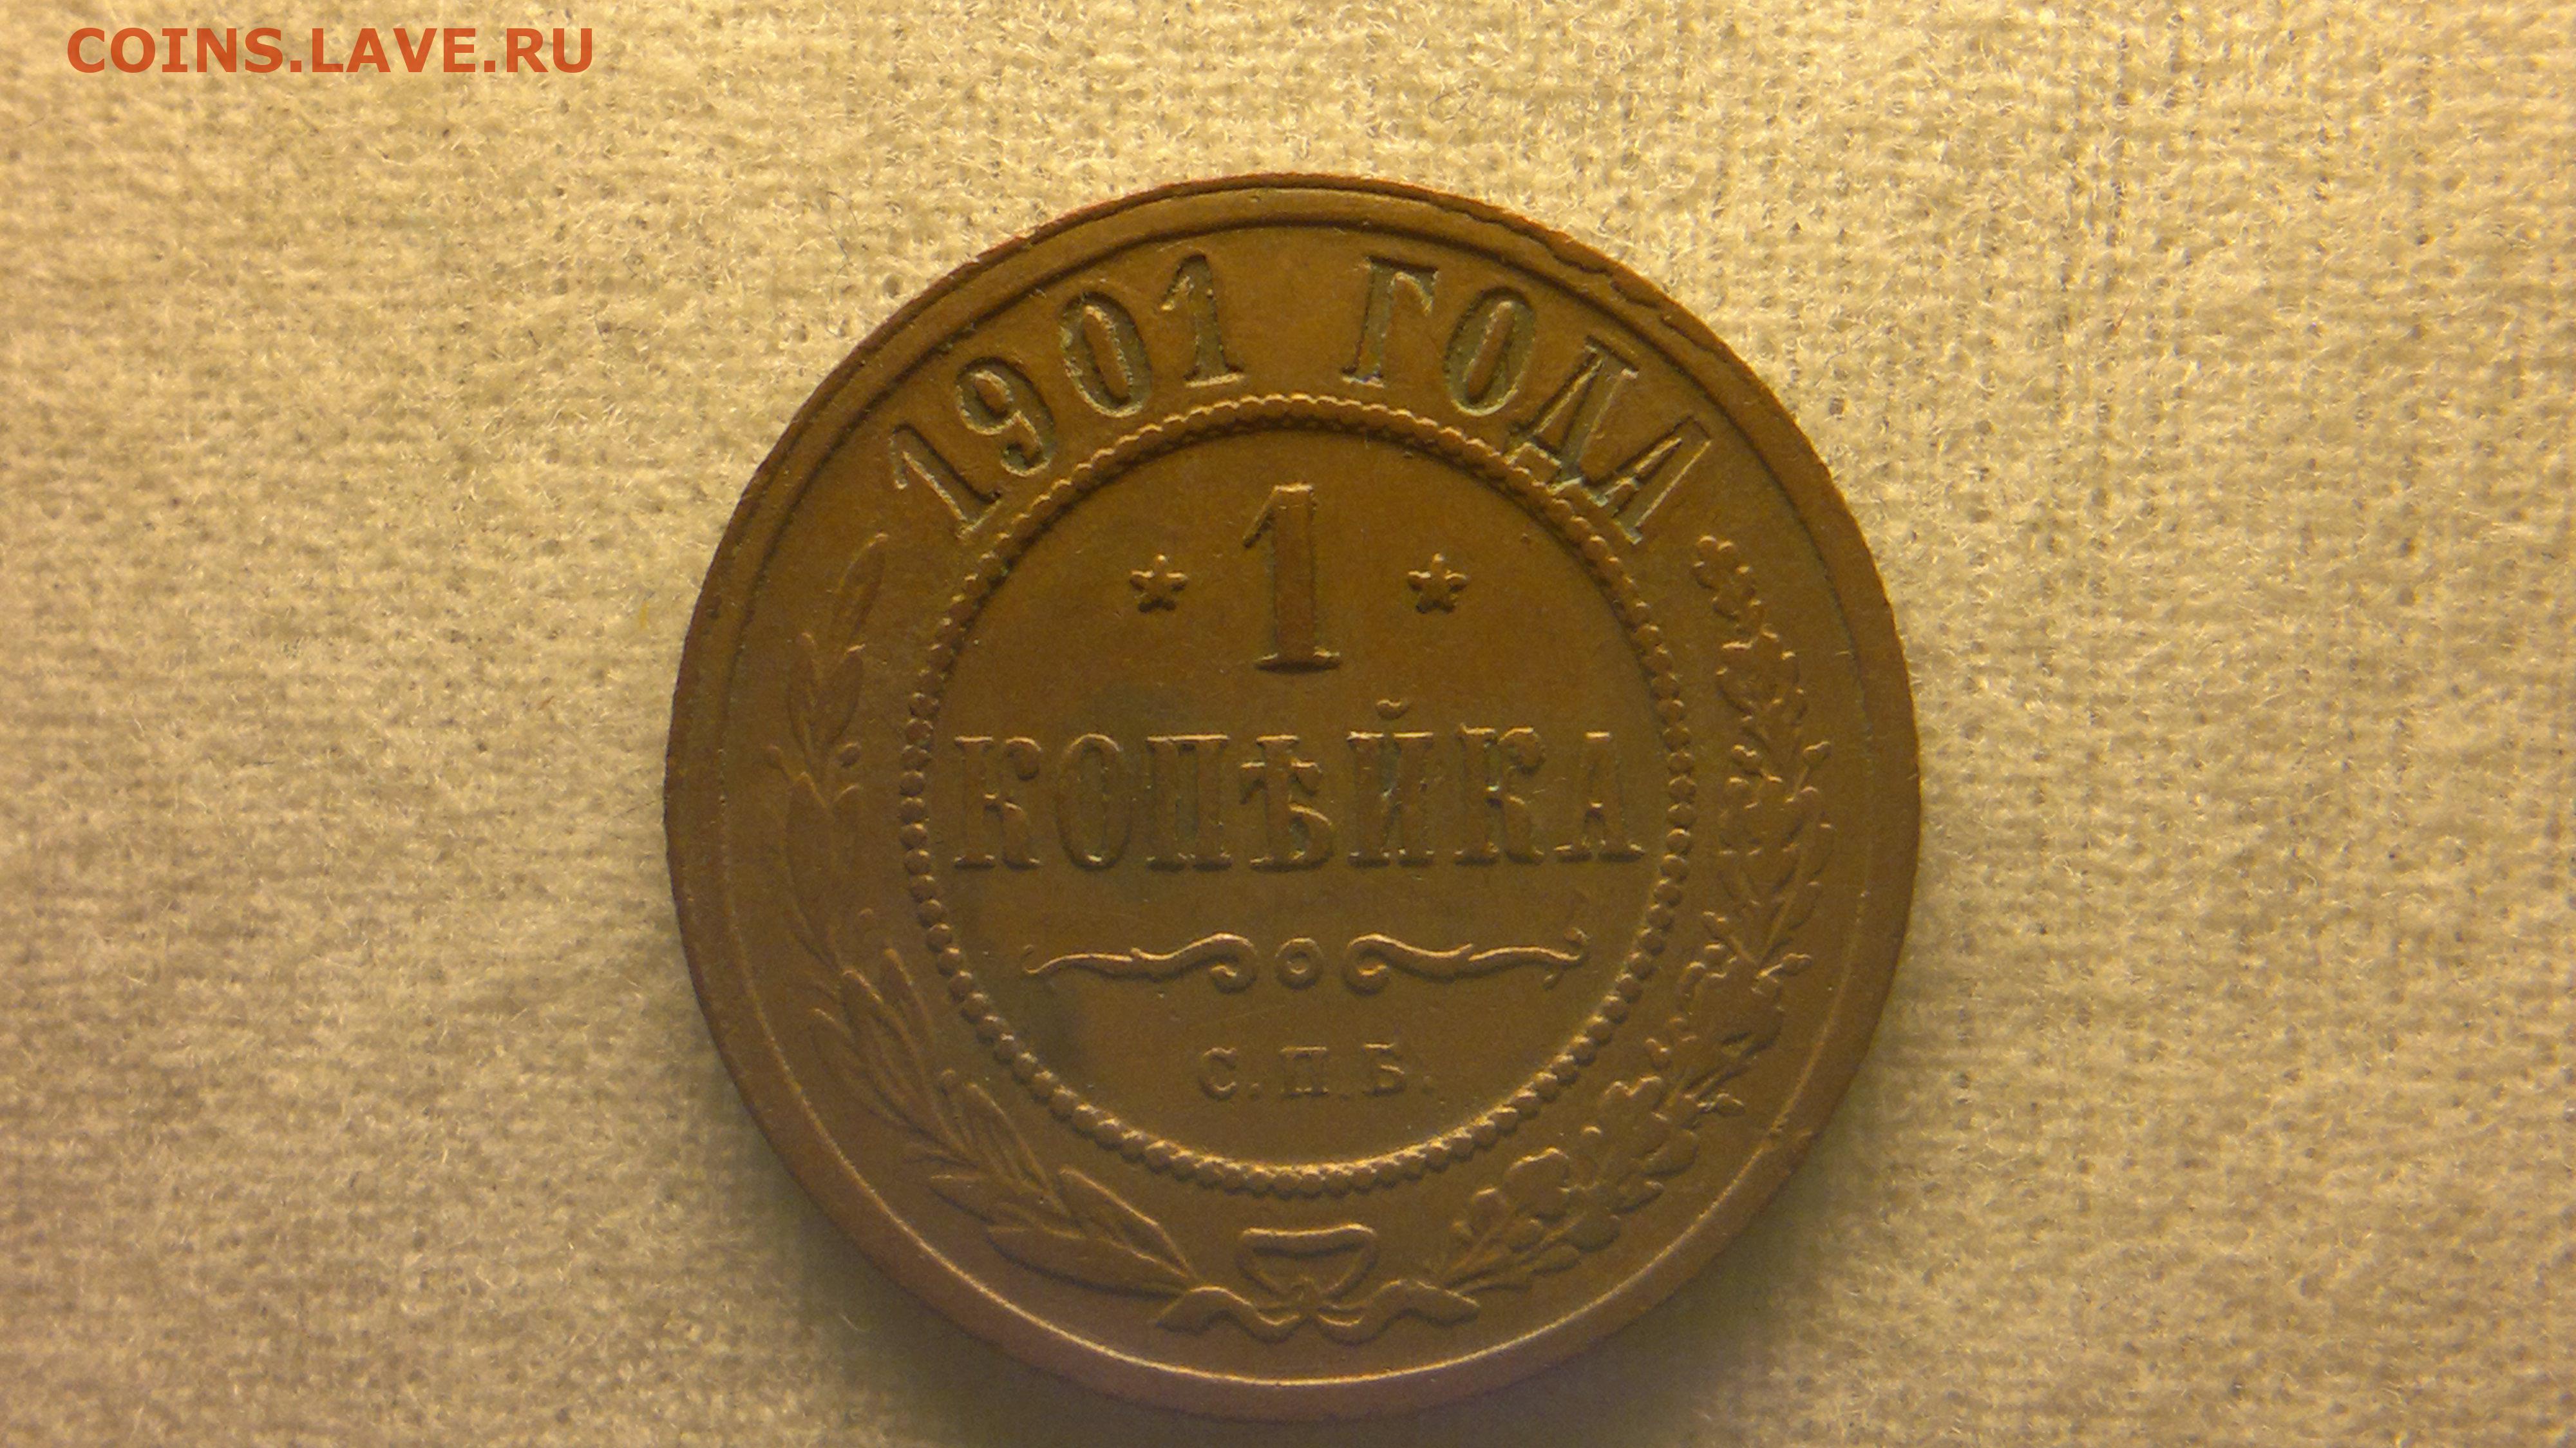 COINS.LAVE.RU
1901 ГОДА
1
КОПѢЙКА
С.П.Б.